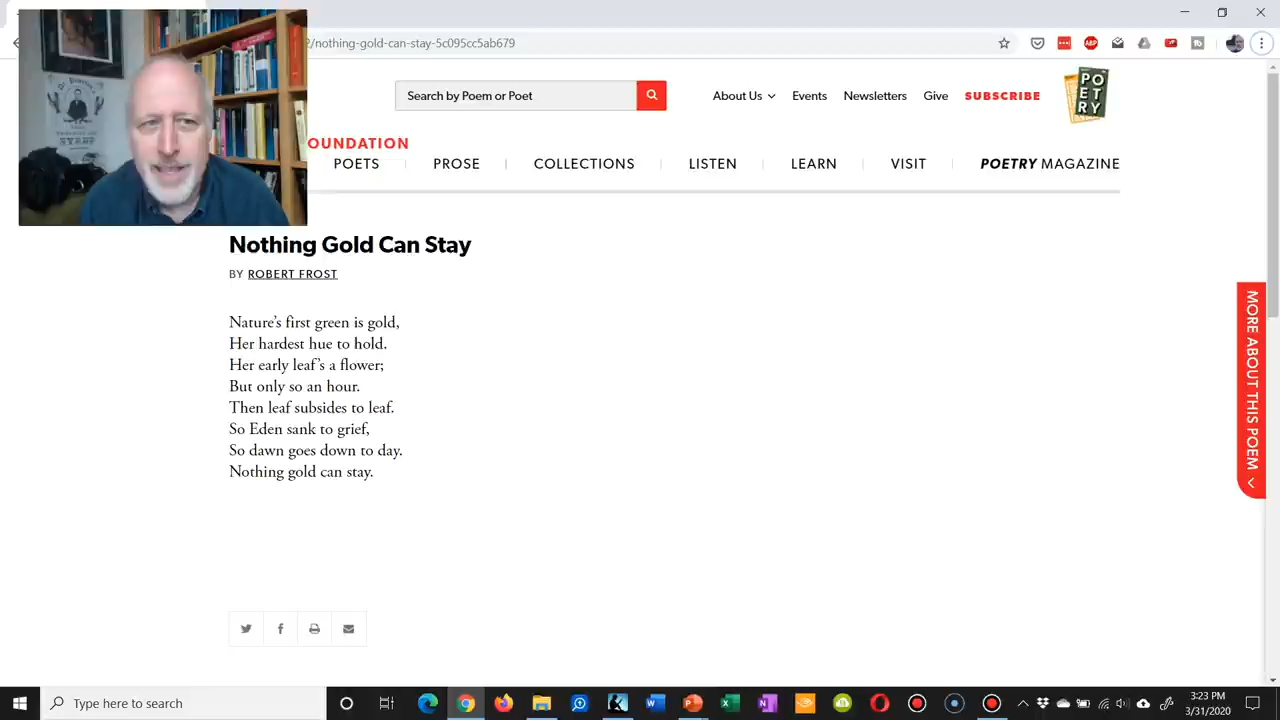 ?/nothing-gold-can-stay-5c095cc5ab679
Search by Poem or Poet
About Us
Events
Newsletters
Give
SUBSCRIBE
POETRY
OUNDATION
POETS
PROSE
COLLECTIONS
LISTEN
LEARN
VISIT
POETRY MAGAZINE
Nothing Gold Can Stay
BY ROBERT FROST
Nature's first green is gold,
Her hardest hue to hold.
Her early leaf's a flower;
But only so an hour.
Then leaf subsides to leaf.
So Eden sank to grief,
So dawn goes down to day.
Nothing gold can stay.
MORE ABOUT THIS POEM
Type here to search
3:23 PM
3/31/2020